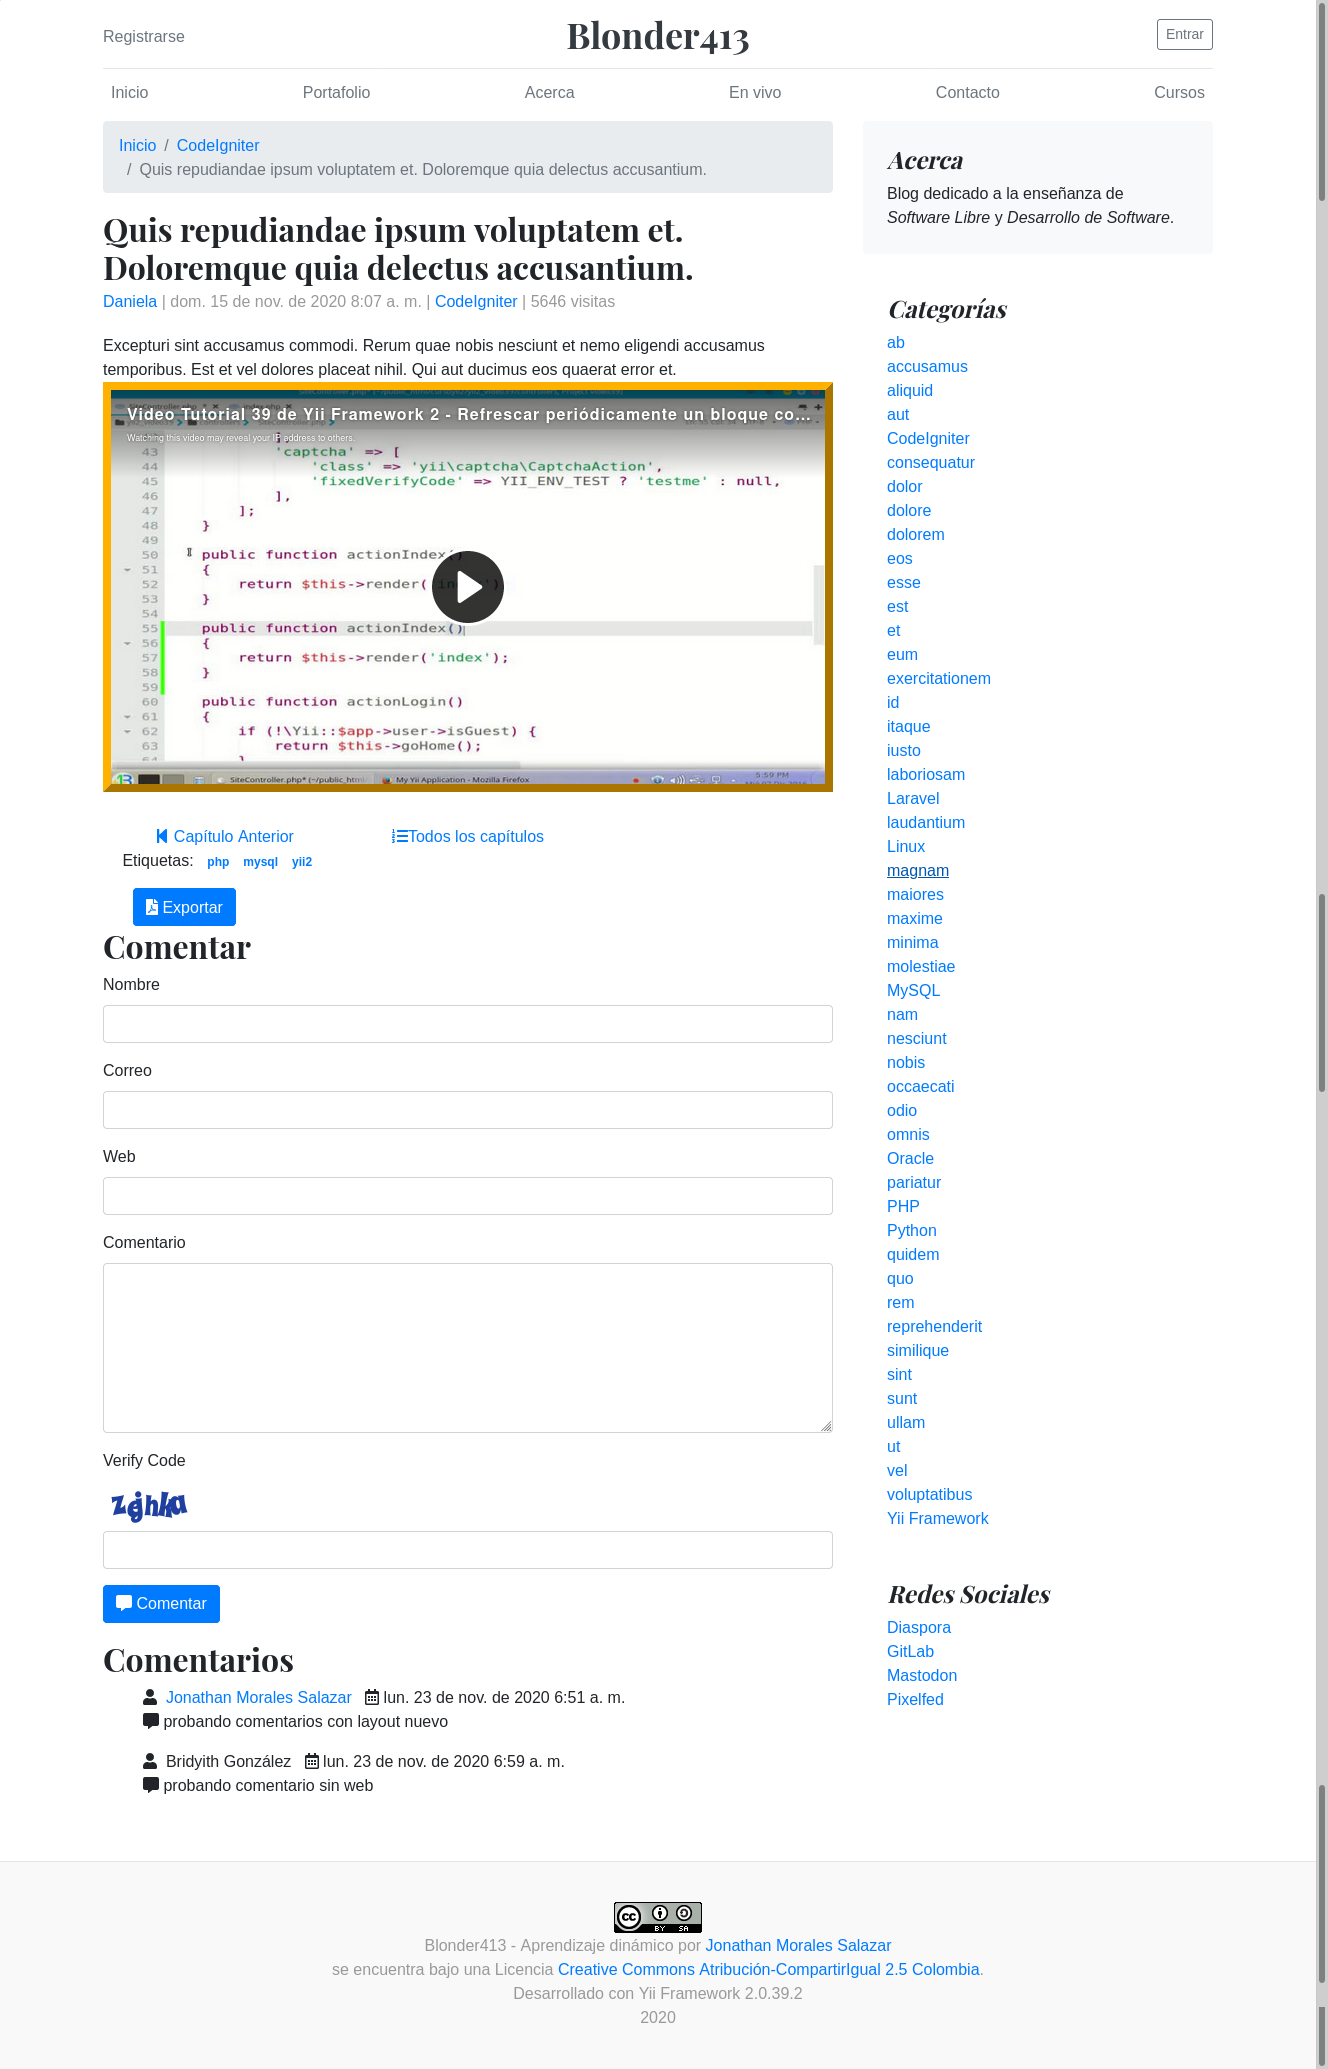 Registrarse
Blonder413
Entrar
Inicio
Portafolio
Acerca
En vivo
Contacto
Cursos
Inicio / CodeIgniter
/ Quis repudiandae ipsum voluptatem et. Doloremque quia delectus accusantium.
Quis repudiandae ipsum voluptatem et.
Doloremque quia delectus accusantium.
Daniela | dom. 15 de nov. de 2020 8:07 a. m. | CodeIgniter | 5646 visitas
Excepturi sint accusamus commodi. Rerum quae nobis nesciunt et nemo eligendi accusamus
temporibus. Est et vel dolores placeat nihil. Qui aut ducimus eos quaerat error et.
Video Tutorial 39 de Yii Framework 2 - Refrescar periódicamente un bloque co...
Watching this video may reveal your IP address to others.
43 'captcha' => [
44 'class' => 'yii\captcha\CaptchaAction',
45 'fixedVerifyCode' => YII_ENV_TEST ? 'testme' : null,
46 ],
47 ];
48 }
49
50 public function actionIndex()
51 {
52 return $this->render('index');
53 }
54
55 public function actionIndex()
56 {
57 return $this->render('index');
58 }
59
60 public function actionLogin()
61 {
62 if (!\Yii::$app->user->isGuest) {
63 return $this->goHome();
64 }
SiteController.php* (~/public_html
My Yii Application - Mozilla Firefox
5:59 PM
Capítulo Anterior
Todos los capítulos
Etiquetas: php mysql yii2
Exportar
Comentar
Nombre
Correo
Web
Comentario
Verify Code
zgjhka
Comentar
Comentarios
Jonathan Morales Salazar lun. 23 de nov. de 2020 6:51 a. m.
probando comentarios con layout nuevo
Bridyith González lun. 23 de nov. de 2020 6:59 a. m.
probando comentario sin web
Acerca
Blog dedicado a la enseñanza de
Software Libre y Desarrollo de Software.
Categorías
ab
accusamus
aliquid
aut
CodeIgniter
consequatur
dolor
dolore
dolorem
eos
esse
est
et
eum
exercitationem
id
itaque
iusto
laboriosam
Laravel
laudantium
Linux
magnam
maiores
maxime
minima
molestiae
MySQL
nam
nesciunt
nobis
occaecati
odio
omnis
Oracle
pariatur
PHP
Python
quidem
quo
rem
reprehenderit
similique
sint
sunt
ullam
ut
vel
voluptatibus
Yii Framework
Redes Sociales
Diaspora
GitLab
Mastodon
Pixelfed
cc BY SA
Blonder413 - Aprendizaje dinámico por Jonathan Morales Salazar
se encuentra bajo una Licencia Creative Commons Atribución-CompartirIgual 2.5 Colombia.
Desarrollado con Yii Framework 2.0.39.2
2020